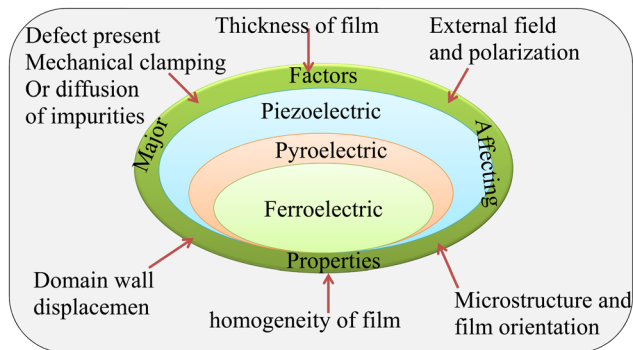 Thickness of film
External field
and polarization
Defect present
Mechanical clamping
Or diffusion
of impurities
Major
Factors
Affecting
Properties
Piezoelectric
Pyroelectric
Ferroelectric
Domain wall
displacemen
homogeneity of film
Microstructure and
film orientation